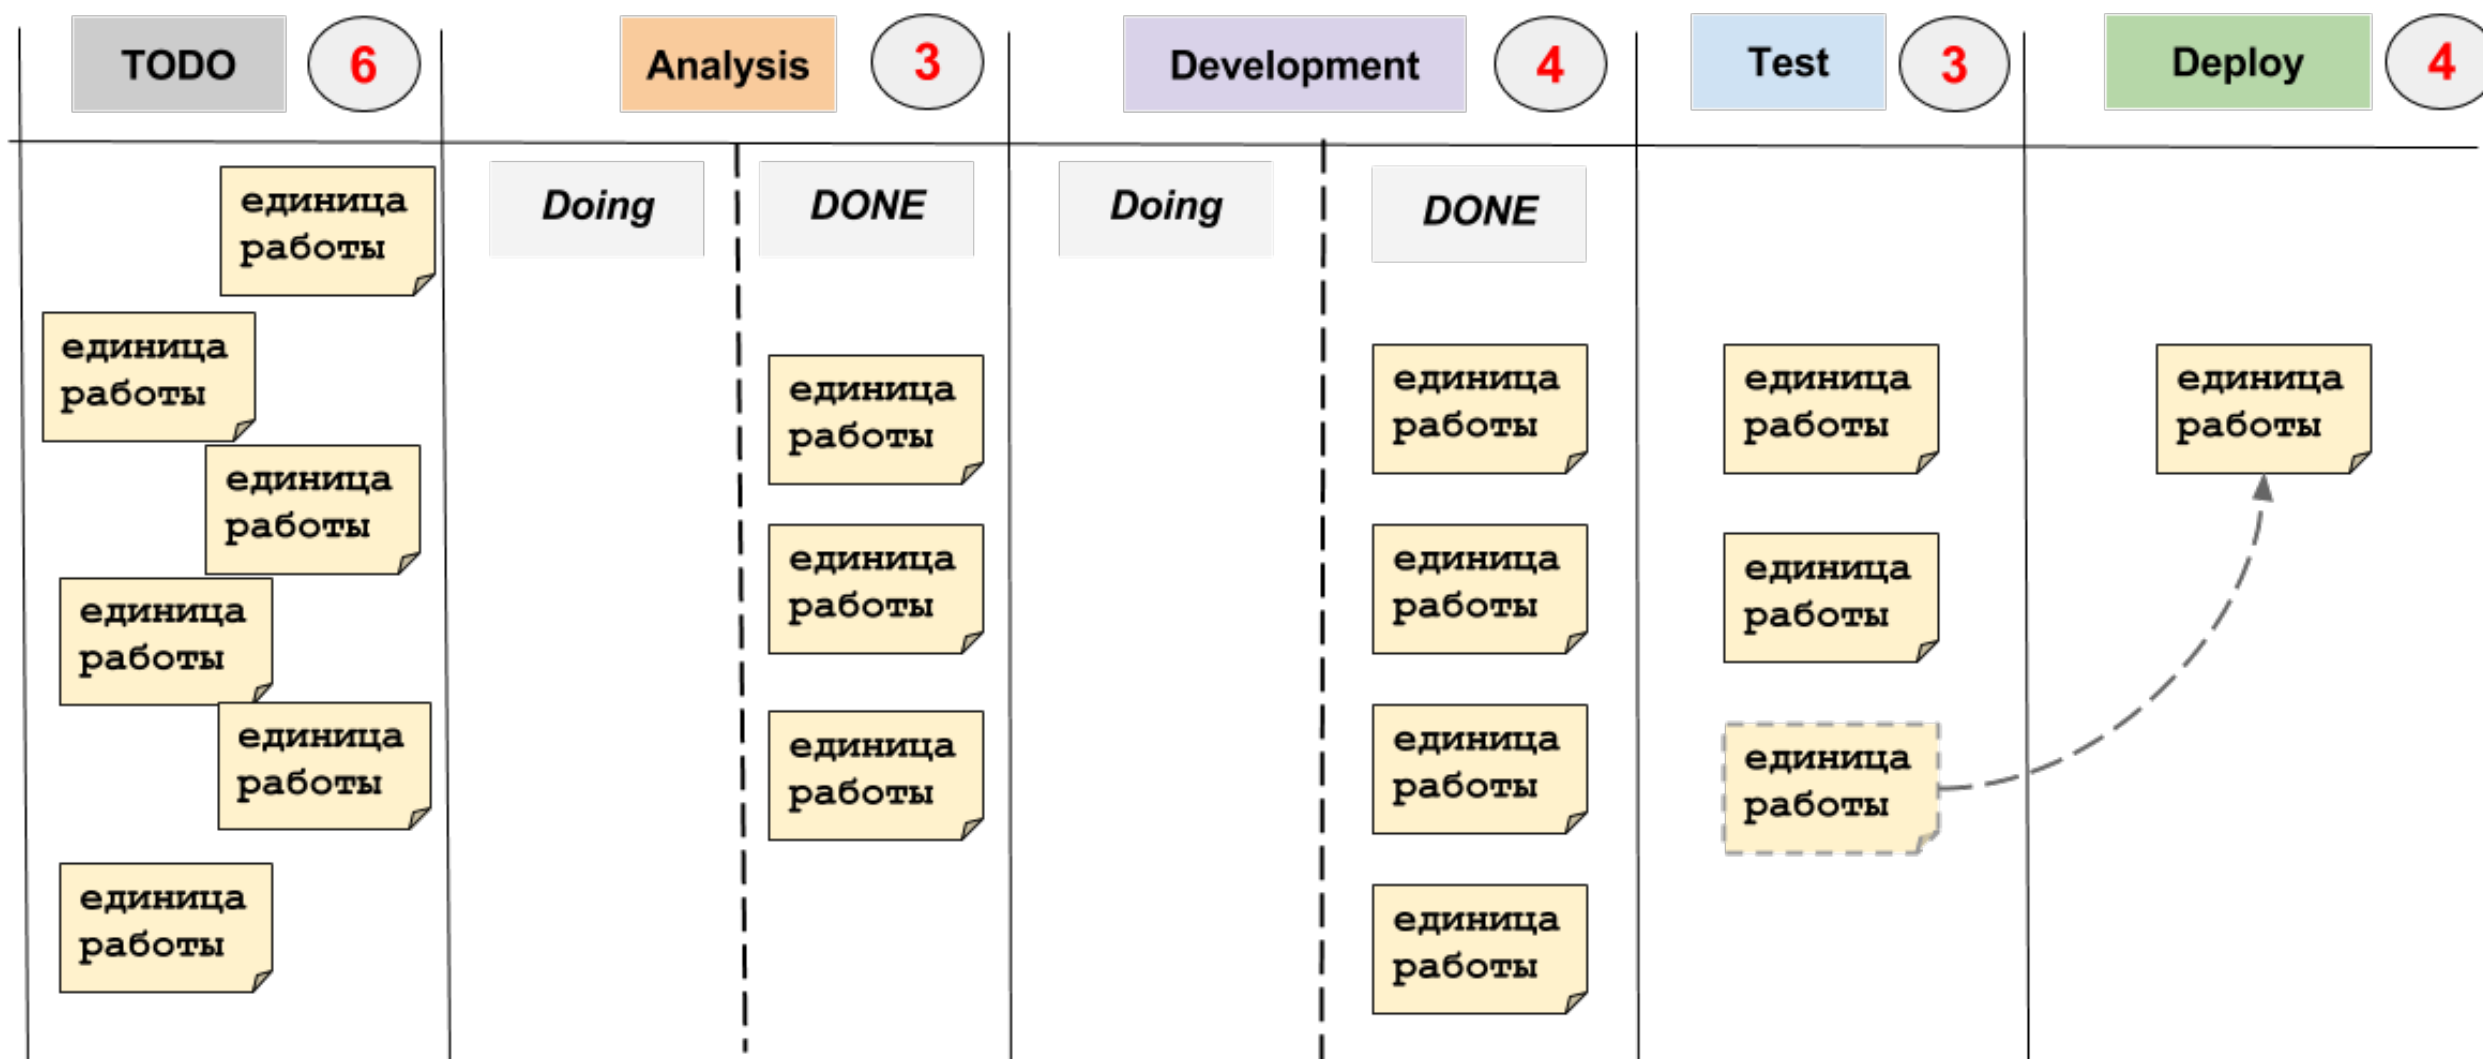 TODO
6
Analysis
3
Development
4
Test
3
Deploy
4
единица
работы
единица
работы
единица
работы
единица
работы
единица
работы
единица
работы
Doing
DONE
единица
работы
единица
работы
единица
работы
Doing
DONE
единица
работы
единица
работы
единица
работы
единица
работы
единица
работы
единица
работы
единица
работы
единица
работы